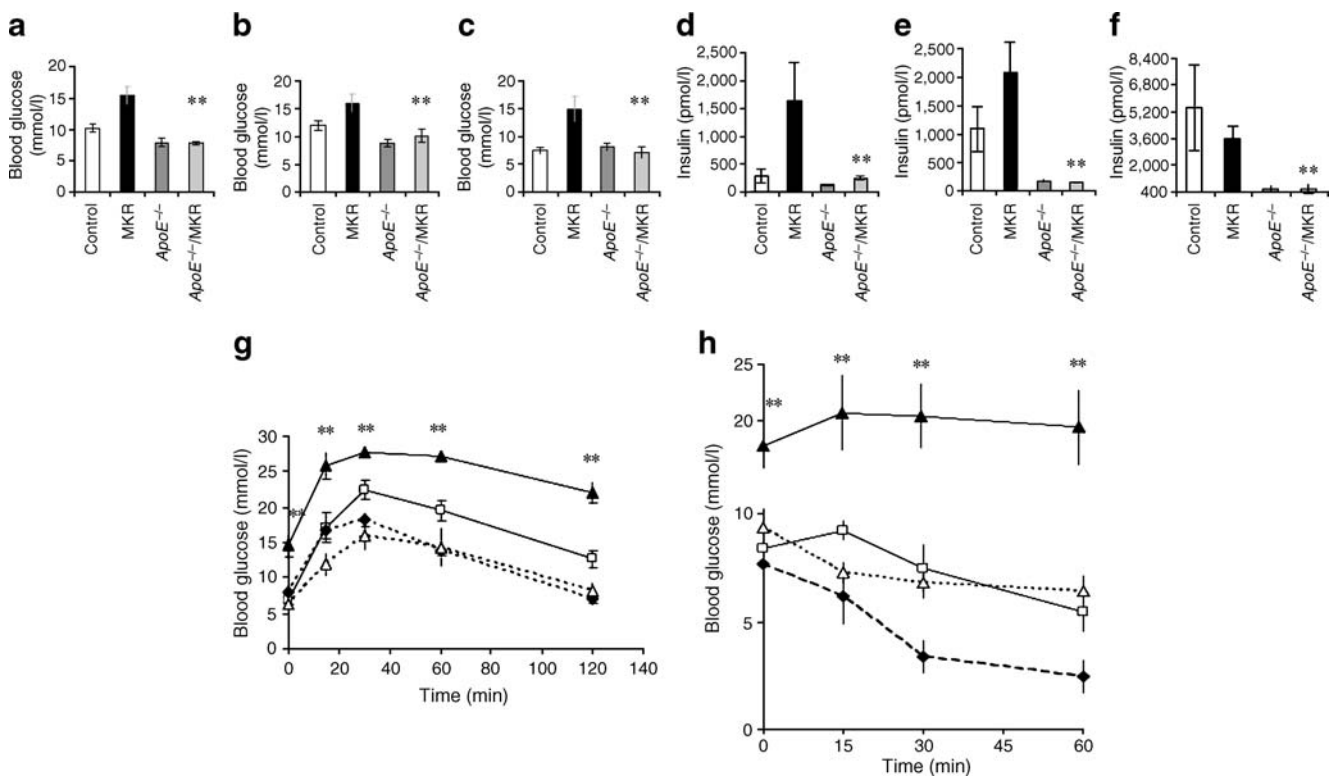 a
Blood glucose
(mmol/l)
20
15
10
5
0
**
Control
MKR
ApoE–/–
ApoE–/–/MKR
b
Blood glucose
(mmol/l)
20
15
10
5
0
**
Control
MKR
ApoE–/–
ApoE–/–/MKR
c
Blood glucose
(mmol/l)
20
15
10
5
0
**
Control
MKR
ApoE–/–
ApoE–/–/MKR
d
Insulin (pmol/l)
2,500
2,000
1,500
1,000
500
0
**
Control
MKR
ApoE–/–
ApoE–/–/MKR
e
Insulin (pmol/l)
2,500
2,000
1,500
1,000
500
0
**
Control
MKR
ApoE–/–
ApoE–/–/MKR
f
Insulin (pmol/l)
8,400
6,800
5,200
3,600
2,000
400
**
Control
MKR
ApoE–/–
ApoE–/–/MKR
g
Blood glucose (mmol/l)
30
25
20
15
10
5
0
** ** ** ** **
0 20 40 60 80 100 120 140
Time (min)
h
Blood glucose (mmol/l)
25
20
10
5
0
** ** ** **
0 15 30 45 60
Time (min)